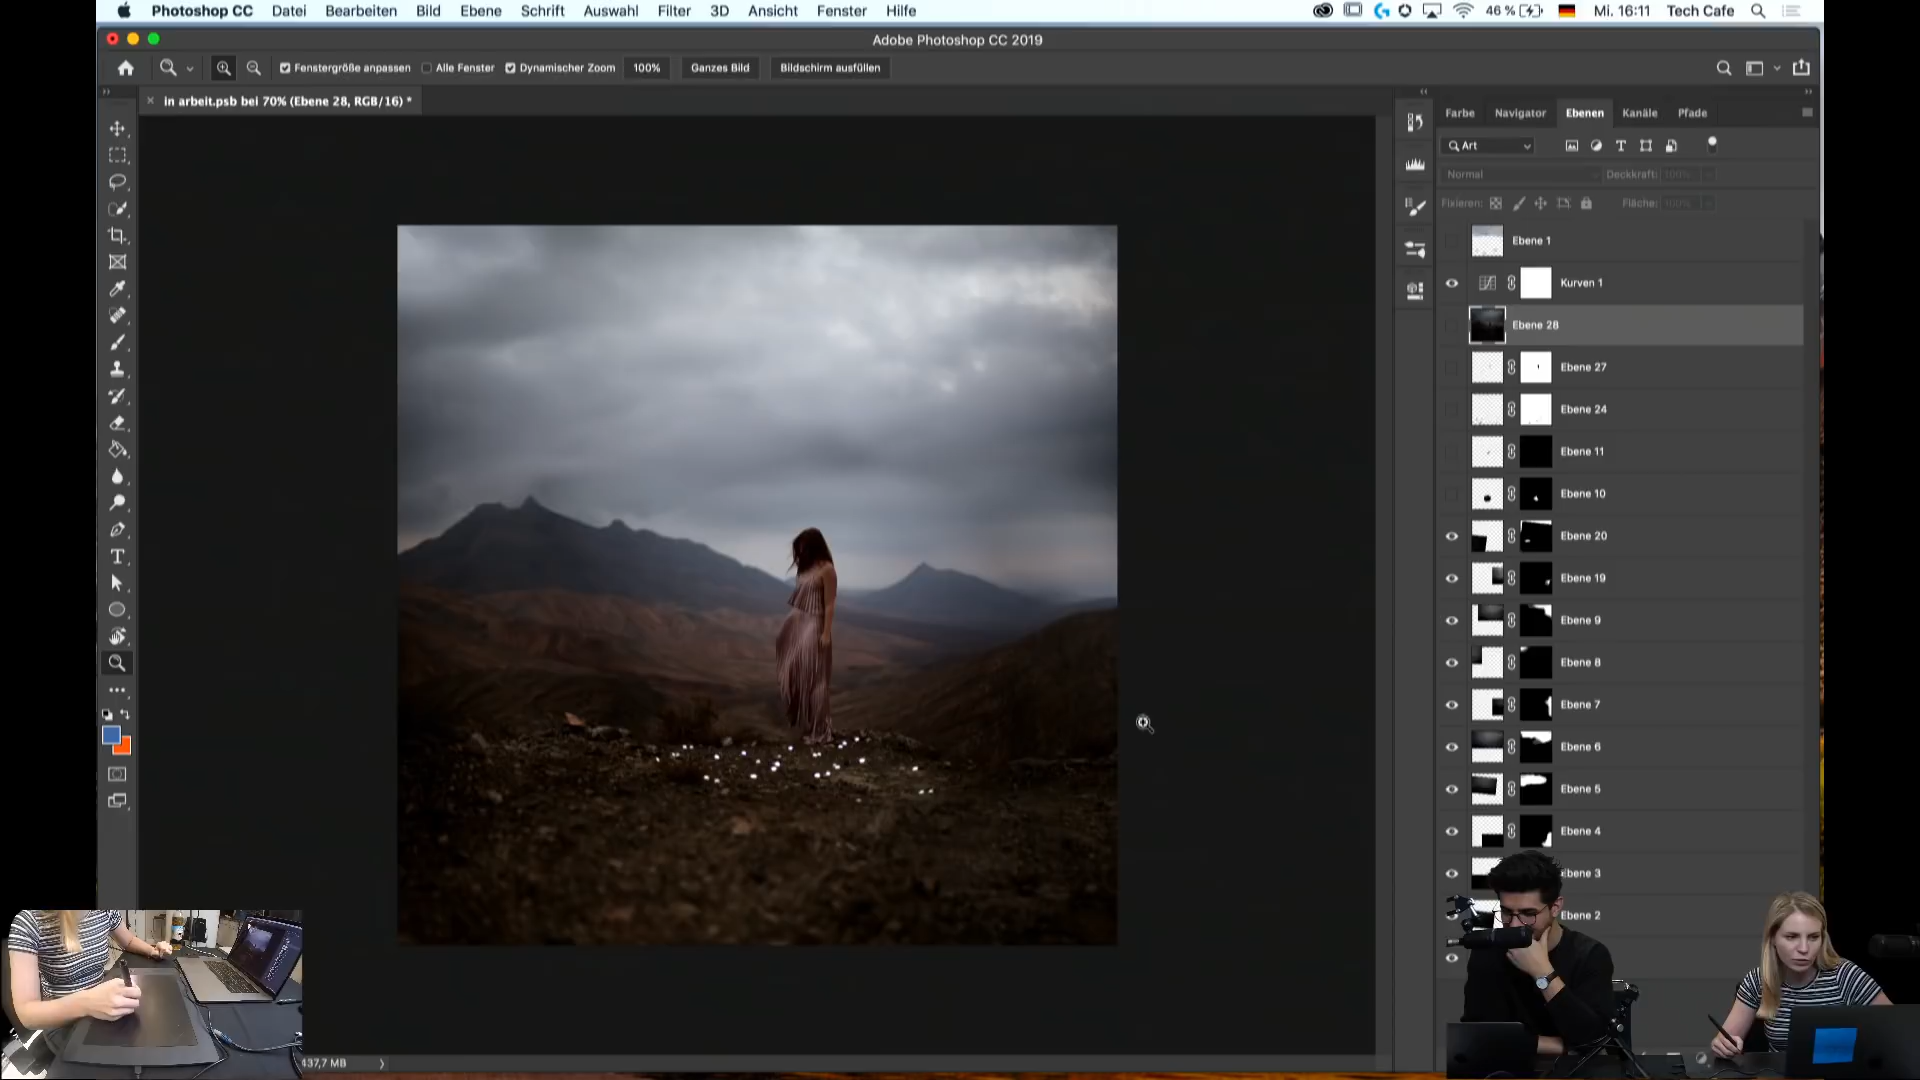 Photoshop CC Datei Bearbeiten Bild Ebene Schrift Auswahl Filter 3D Ansicht Fenster Hilfe 46 % Mi. 16:11 Tech Cafe
Adobe Photoshop CC 2019
Fenstergröße anpassen Alle Fenster Dynamischer Zoom 100% Ganzes Bild Bildschirm ausfüllen
in arbeit.psb bei 70% (Ebene 28, RGB/16) *
Farbe Navigator Ebenen Kanäle Pfade
Art
Normal Deckkraft: 100%
Fixieren: Fläche: 100%
Ebene 1
Kurven 1
Ebene 28
Ebene 27
Ebene 24
Ebene 11
Ebene 10
Ebene 20
Ebene 19
Ebene 9
Ebene 8
Ebene 7
Ebene 6
Ebene 5
Ebene 4
Ebene 3
Ebene 2
437,7 MB